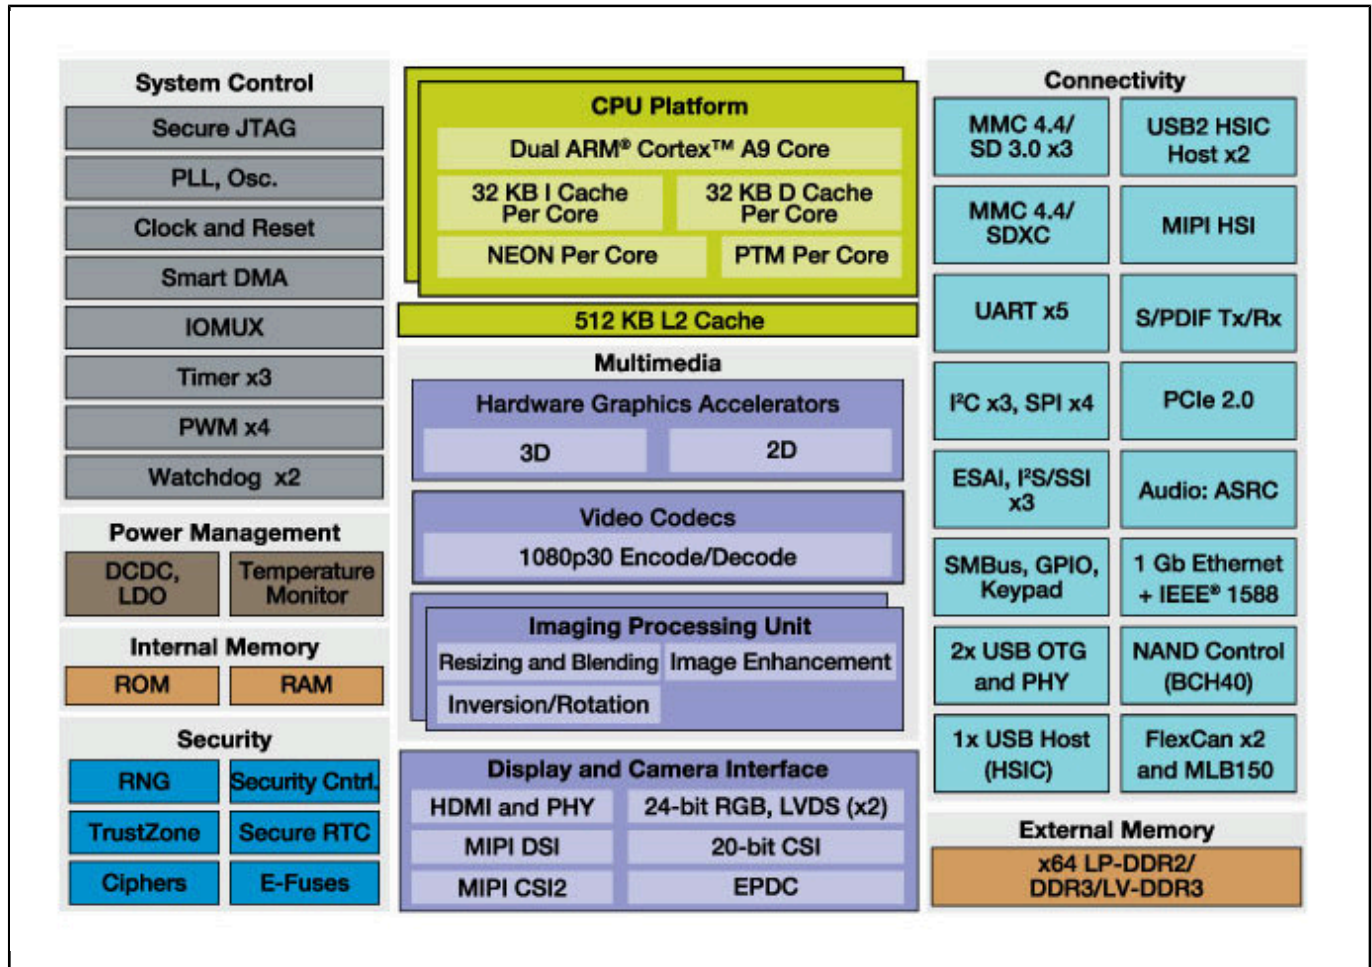 System Control
Secure JTAG
PLL, Osc.
Clock and Reset
Smart DMA
IOMUX
Timer x3
PWM x4
Watchdog x2
Power Management
DCDC,
LDO
Temperature
Monitor
Internal Memory
ROM
RAM
Security
RNG
Security Cntrl.
TrustZone
Secure RTC
Ciphers
E-Fuses
CPU Platform
Dual ARM® Cortex™ A9 Core
32 KB I Cache
Per Core
32 KB D Cache
Per Core
NEON Per Core
PTM Per Core
512 KB L2 Cache
Multimedia
Hardware Graphics Accelerators
3D
2D
Video Codecs
1080p30 Encode/Decode
Imaging Processing Unit
Resizing and Blending
Image Enhancement
Inversion/Rotation
Display and Camera Interface
HDMI and PHY
24-bit RGB, LVDS (x2)
MIPI DSI
20-bit CSI
MIPI CSI2
EPDC
Connectivity
MMC 4.4/
SD 3.0 x3
USB2 HSIC
Host x2
MMC 4.4/
SDXC
MIPI HSI
UART x5
S/PDIF Tx/Rx
I²C x3, SPI x4
PCIe 2.0
ESAI, I²S/SSI
x3
Audio: ASRC
SMBus, GPIO,
Keypad
1 Gb Ethernet
+ IEEE® 1588
2x USB OTG
and PHY
NAND Control
(BCH40)
1x USB Host
(HSIC)
FlexCan x2
and MLB150
External Memory
x64 LP-DDR2/
DDR3/LV-DDR3